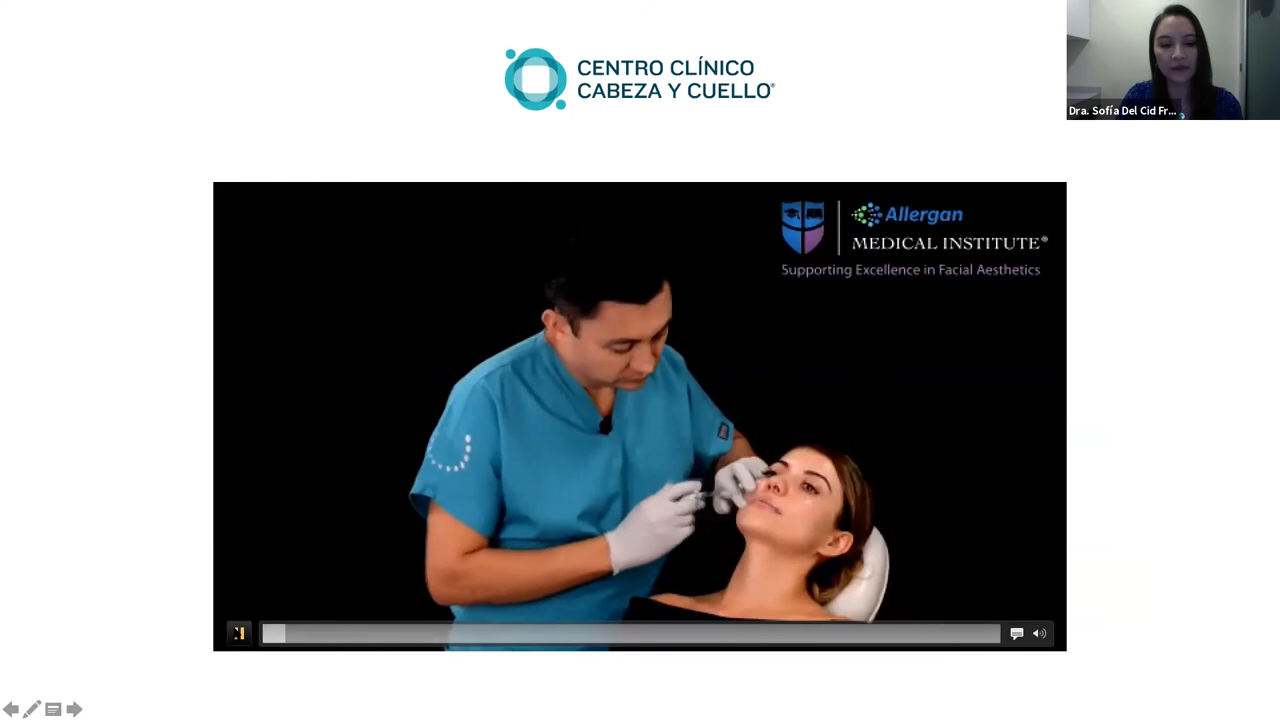 CENTRO CLÍNICO
CABEZA Y CUELLO®
Dra. Sofía Del Cid Fr...
Allergan
MEDICAL INSTITUTE®
Supporting Excellence in Facial Aesthetics